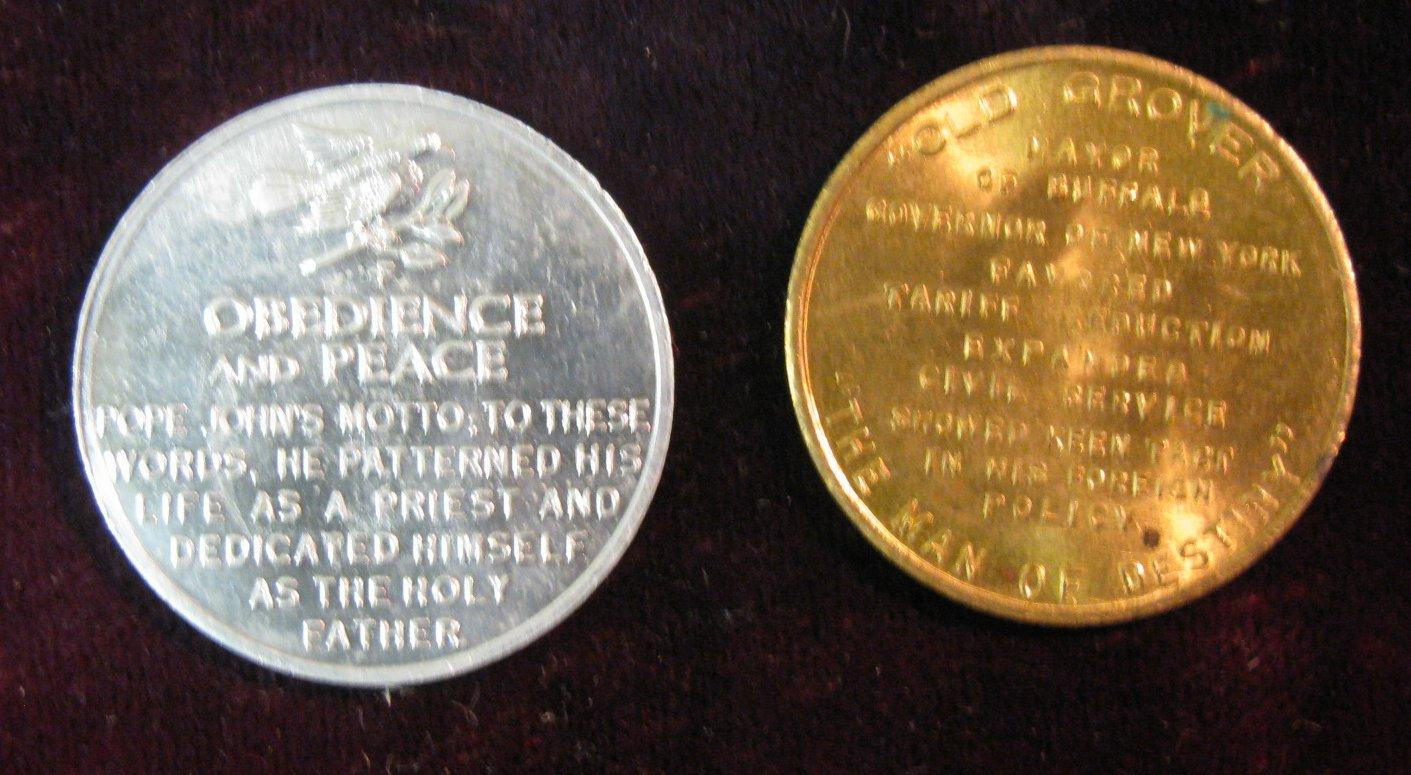 OBEDIENCE
AND PEACE
POPE JOHN'S MOTTO; TO THESE
WORDS, HE PATTERNED HIS
LIFE AS A PRIEST AND
DEDICATED HIMSELF
AS THE HOLY
FATHER
"OLD GROVER"
MAYOR
OF BUFFALO
GOVERNOR OF NEW YORK
FAVORED
TARIFF REDUCTION
EXPANDED
CIVIL SERVICE
SHOWED KEEN TACT
IN HIS FOREIGN
POLICY
"THE MAN OF DESTINY"